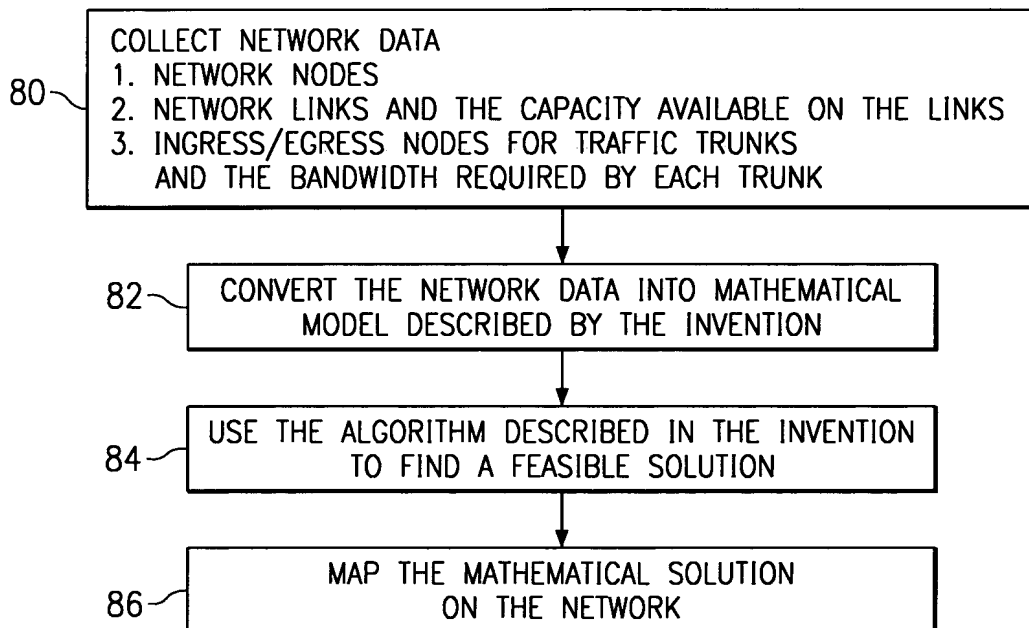 COLLECT NETWORK DATA
1. NETWORK NODES
80
2. NETWORK LINKS AND THE CAPACITY AVAILABLE ON THE LINKS
3. INGRESS/EGRESS NODES FOR TRAFFIC TRUNKS
AND THE BANDWIDTH REQUIRED BY EACH TRUNK
82
CONVERT THE NETWORK DATA INTO MATHEMATICAL
MODEL DESCRIBED BY THE INVENTION
84
USE THE ALGORITHM DESCRIBED IN THE INVENTION
TO FIND A FEASIBLE SOLUTION
86
MAP THE MATHEMATICAL SOLUTION
ON THE NETWORK